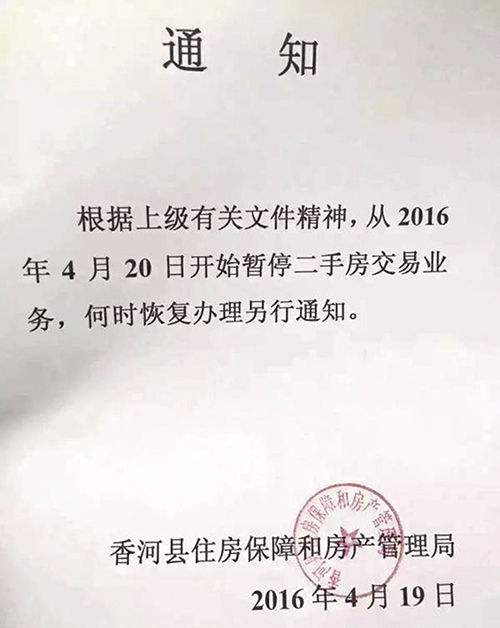 通 知
根据上级有关文件精神,从 2016
年 4 月 20 日开始暂停二手房交易业
务，何时恢复办理另行通知。
香河县住房保障和房产管理局
香河县住房保障和房产管理局
2016 年 4 月 19 日